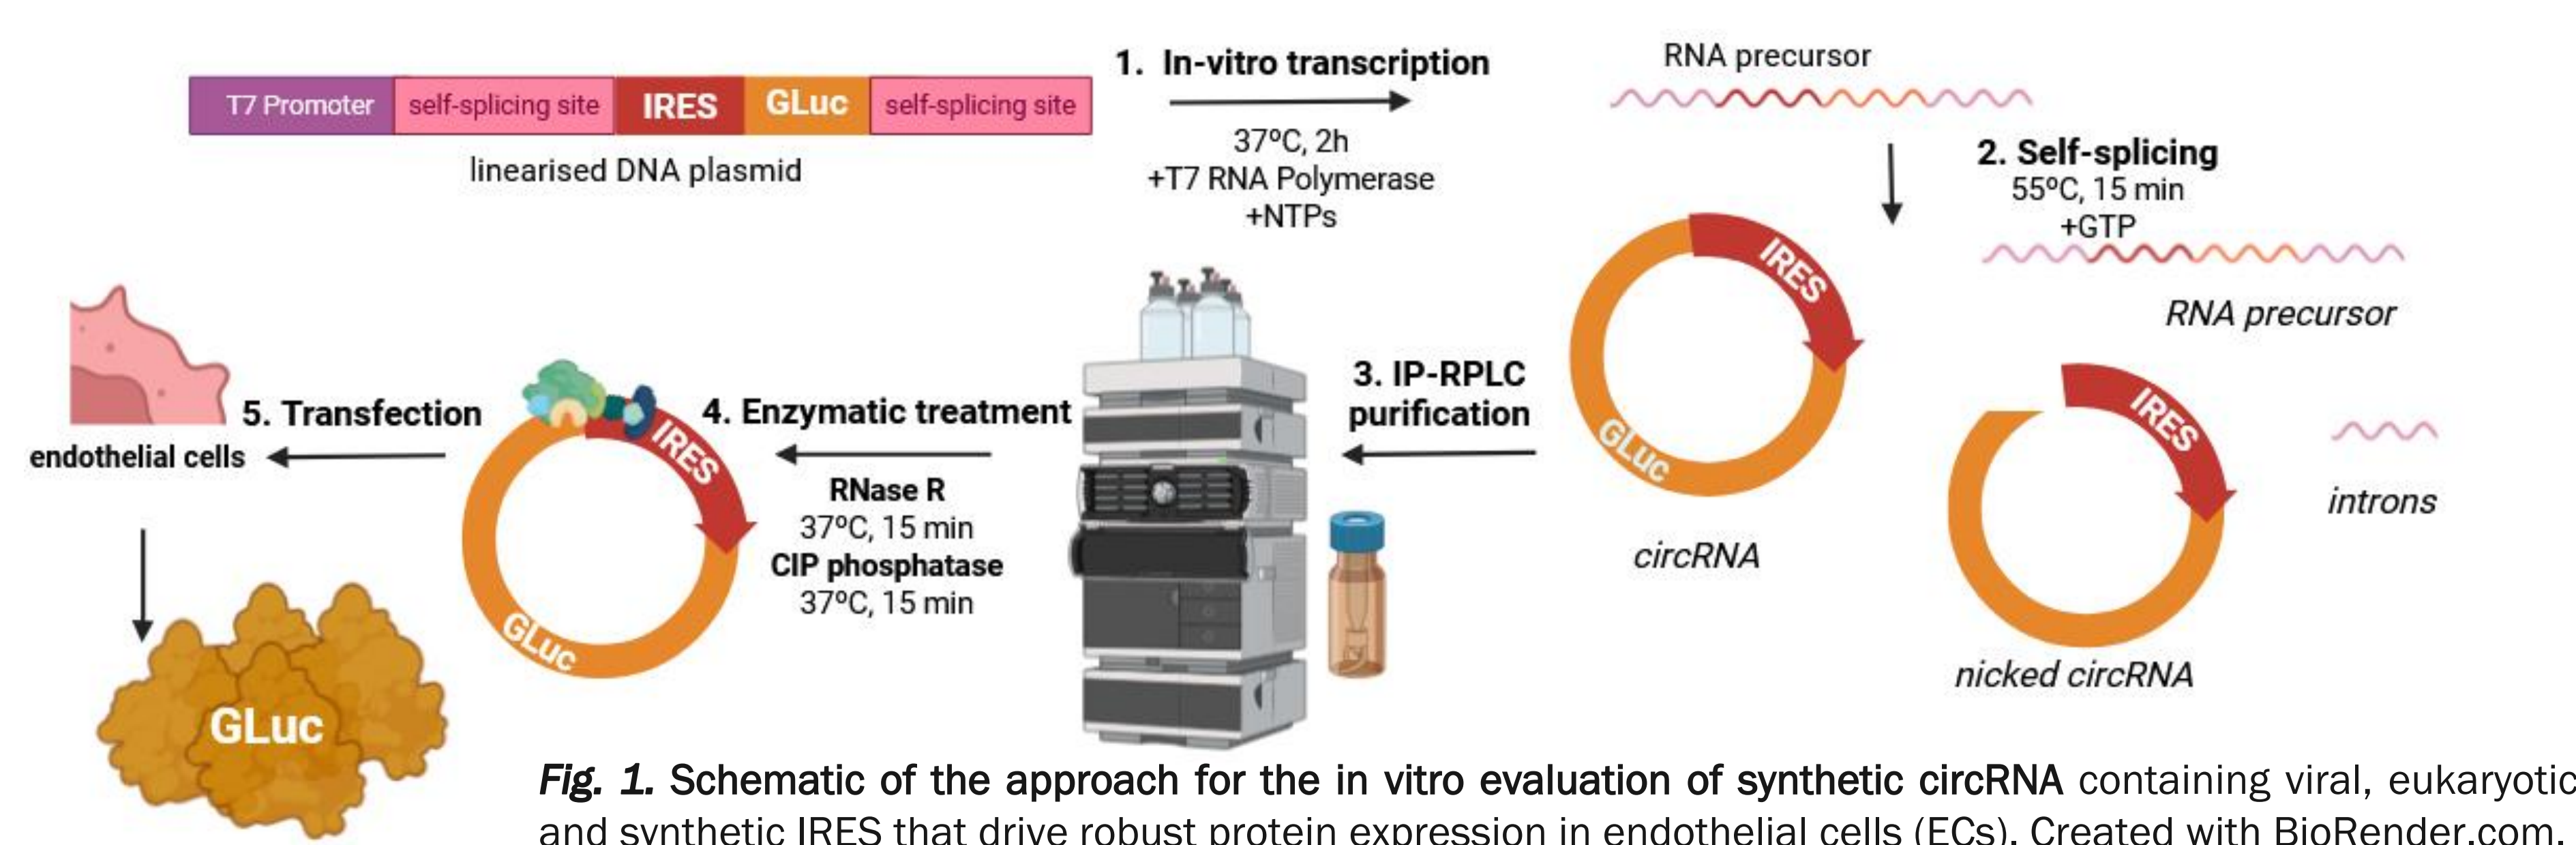 T7 Promoter
self-splicing site
IRES
GLuc
self-splicing site
linearised DNA plasmid
1. In-vitro transcription
37ºC, 2h
+T7 RNA Polymerase
+NTPs
RNA precursor
2. Self-splicing
55ºC, 15 min
+GTP
RNA precursor
IRES
GLuc
circRNA
IRES
nicked circRNA
introns
3. IP-RPLC
purification
4. Enzymatic treatment
RNase R
37ºC, 15 min
CIP phosphatase
37ºC, 15 min
IRES
GLuc
5. Transfection
endothelial cells
GLuc
Fig. 1. Schematic of the approach for the in vitro evaluation of synthetic circRNA containing viral, eukaryotic
and synthetic IRES that drive robust protein expression in endothelial cells (ECs). Created with BioRender.com.